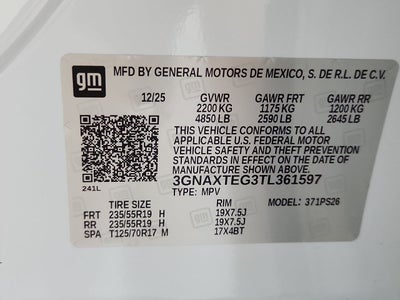 gm
MFD BY GENERAL MOTORS DE MEXICO, S. DE R.L. DE C.V.
12/25 GVWR GAWR FRT GAWR RR
2200 KG 1175 KG 1200 KG
4850 LB 2590 LB 2645 LB
THIS VEHICLE CONFORMS TO ALL
APPLICABLE U.S. FEDERAL MOTOR
VEHICLE SAFETY AND THEFT PREVENTION
STANDARDS IN EFFECT ON THE DATE OF
MANUFACTURE SHOWN ABOVE.
3GNAXTEG3TL361597
241L
TYPE: MPV MODEL: 371PS26
TIRE SIZE RIM
FRT 235/55R19 H 19X7.5J
RR 235/55R19 H 19X7.5J
SPA T125/70R17 M 17X4BT